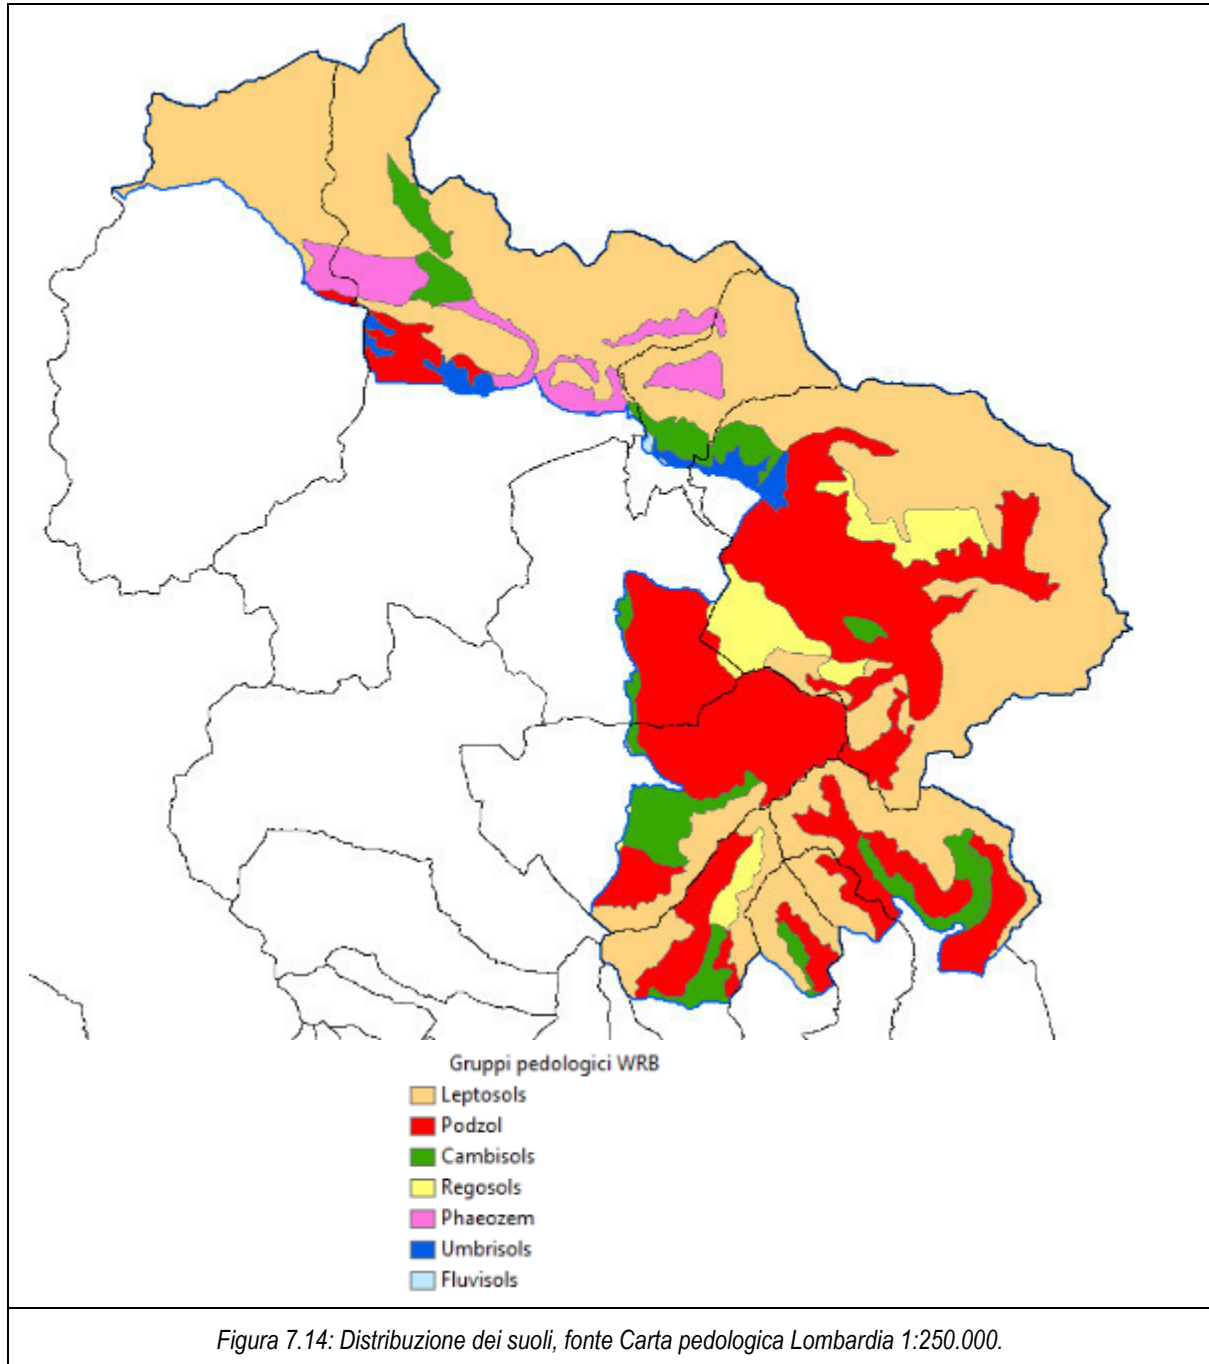 Gruppi pedologici WRB
Leptosols
Podzol
Cambisols
Regosols
Phaeozem
Umbrisols
Fluvisols
Figura 7.14: Distribuzione dei suoli, fonte Carta pedologica Lombardia 1:250.000.